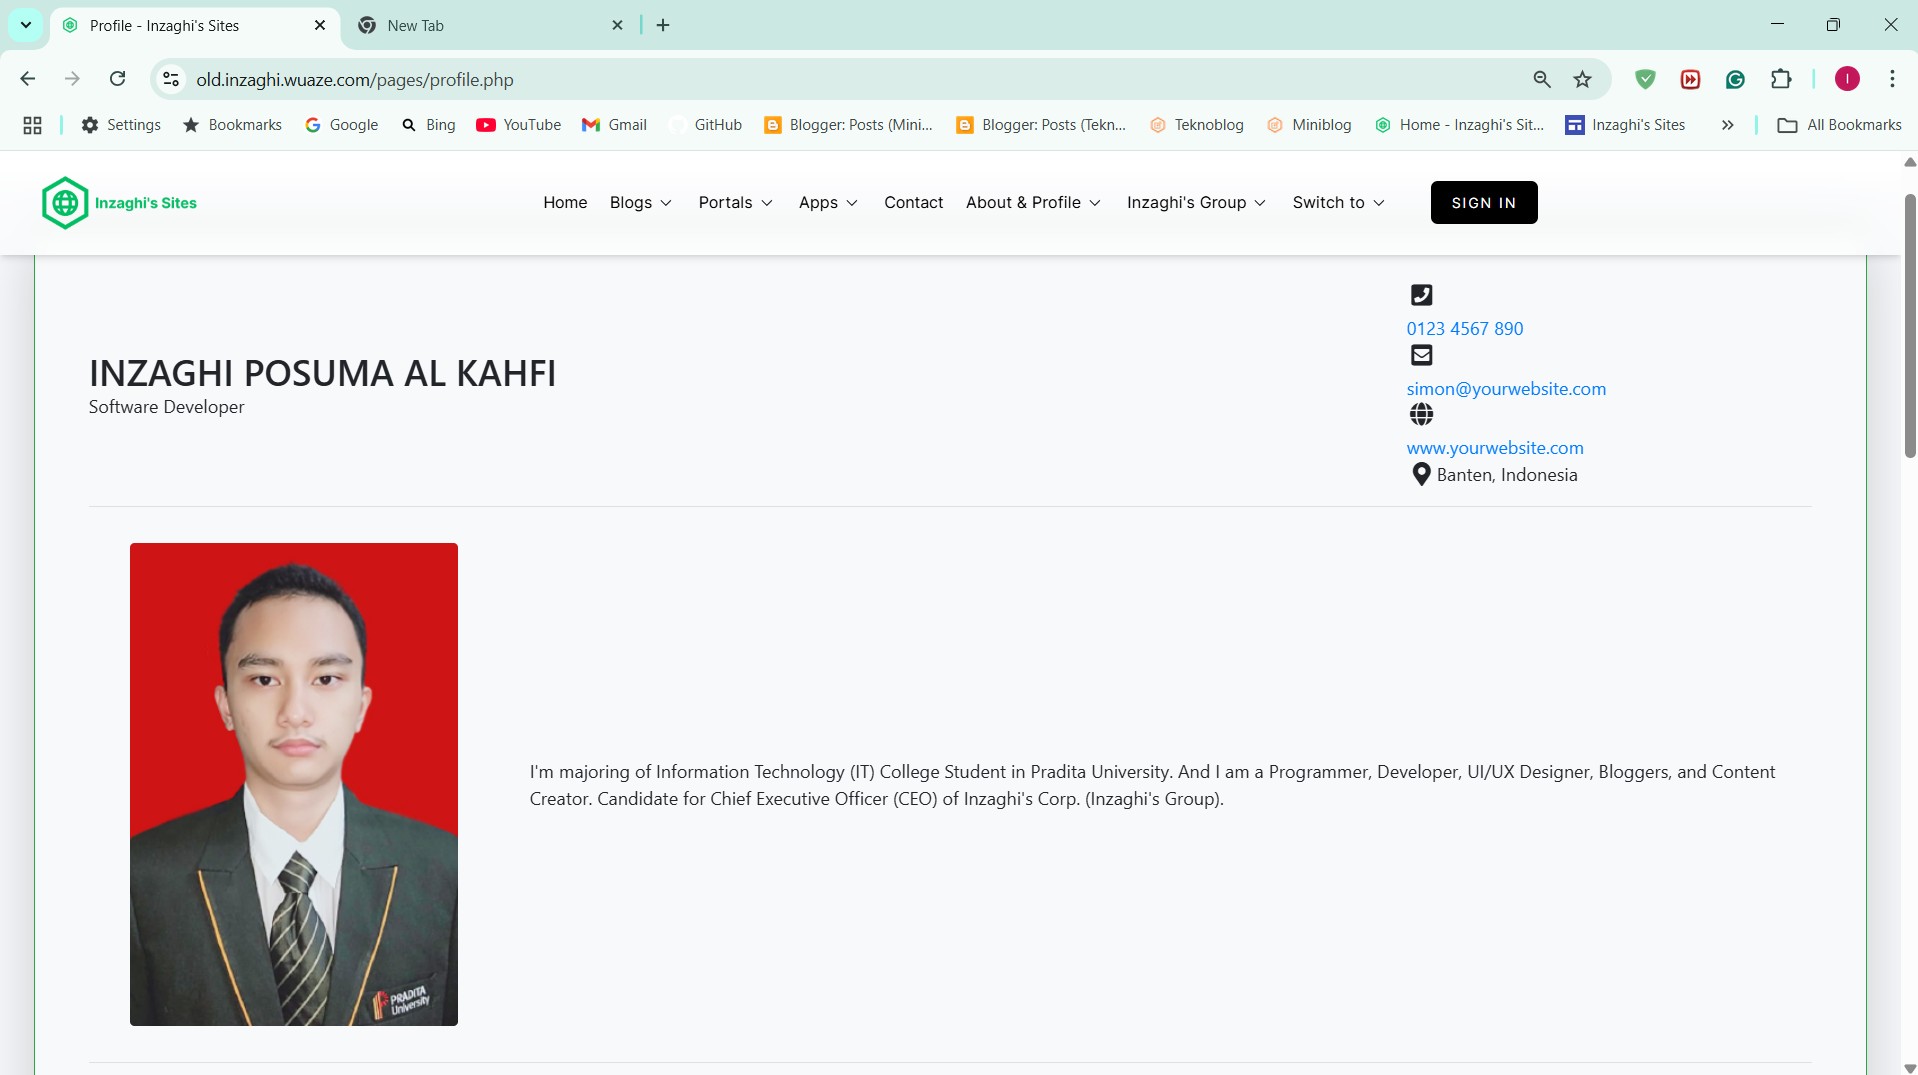 Profile - Inzaghi's Sites
New Tab
old.inzaghi.wuaze.com/pages/profile.php
I
Settings
Bookmarks
Google
Bing
YouTube
Gmail
GitHub
Blogger: Posts (Mini...
Blogger: Posts (Tekn...
Teknoblog
Miniblog
Home - Inzaghi's Sit...
Inzaghi's Sites
All Bookmarks
Inzaghi's Sites
Home
Blogs
Portals
Apps
Contact
About & Profile
Inzaghi's Group
Switch to
SIGN IN
INZAGHI POSUMA AL KAHFI
Software Developer
0123 4567 890
simon@yourwebsite.com
www.yourwebsite.com
Banten, Indonesia
I'm majoring of Information Technology (IT) College Student in Pradita University. And I am a Programmer, Developer, UI/UX Designer, Bloggers, and Content
Creator. Candidate for Chief Executive Officer (CEO) of Inzaghi's Corp. (Inzaghi's Group).
PRADITA
University